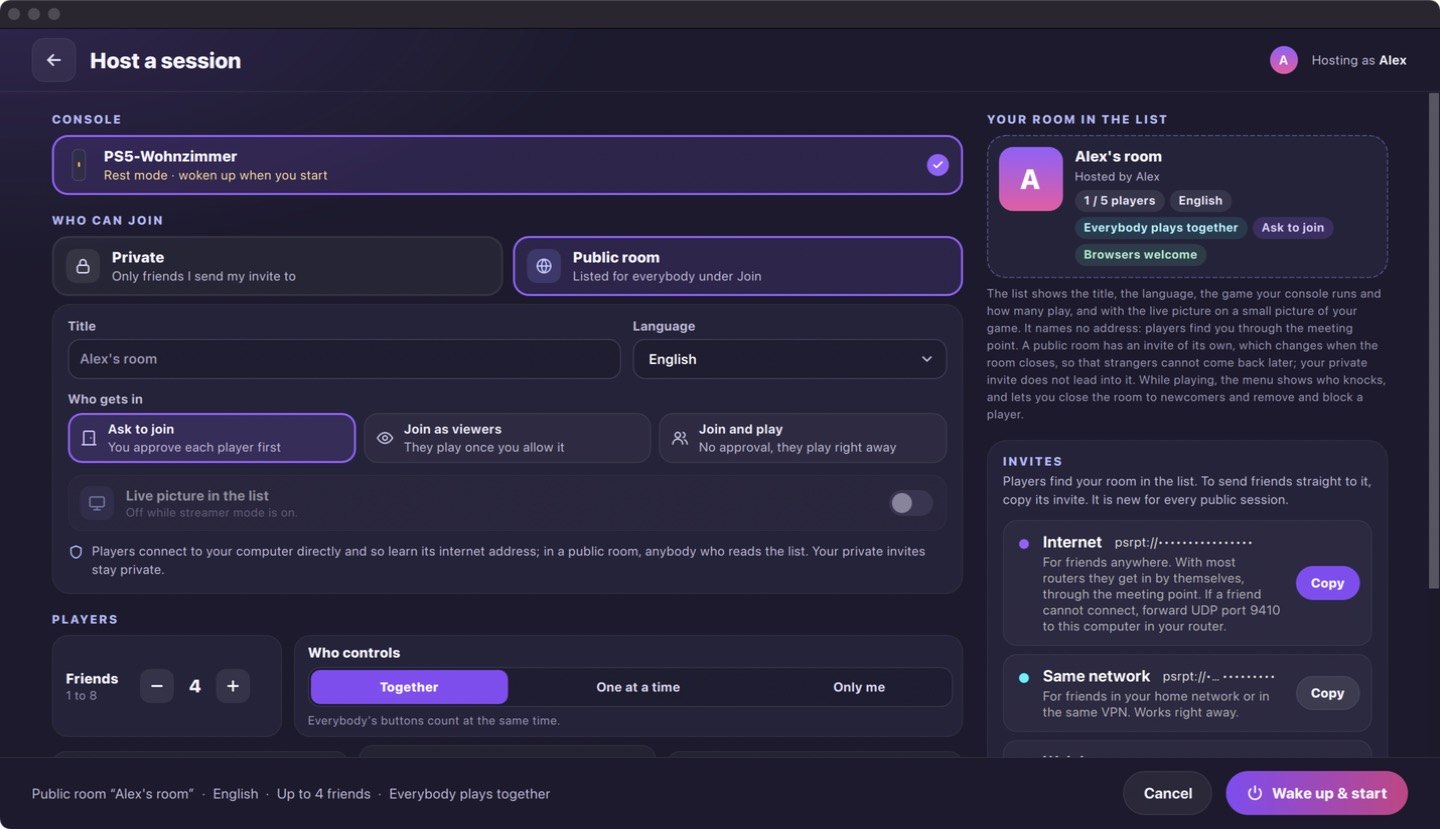 Host a session
A
Hosting as Alex
CONSOLE
PS5-Wohnzimmer
Rest mode · woken up when you start
WHO CAN JOIN
Private
Only friends I send my invite to
Public room
Listed for everybody under Join
Title
Language
Alex's room
English
Who gets in
Ask to join
You approve each player first
Join as viewers
They play once you allow it
Join and play
No approval, they play right away
Live picture in the list
Off while streamer mode is on.
Players connect to your computer directly and so learn its internet address; in a public room, anybody who reads the list. Your private invites
stay private.
PLAYERS
Friends
1 to 8
4
Who controls
Together
One at a time
Only me
Everybody's buttons count at the same time.
YOUR ROOM IN THE LIST
A
Alex's room
Hosted by Alex
1 / 5 players
English
Everybody plays together
Ask to join
Browsers welcome
The list shows the title, the language, the game your console runs and
how many play, and with the live picture on a small picture of your
game. It names no address: players find you through the meeting
point. A public room has an invite of its own, which changes when the
room closes, so that strangers cannot come back later; your private
invite does not lead into it. While playing, the menu shows who knocks,
and lets you close the room to newcomers and remove and block a
player.
INVITES
Players find your room in the list. To send friends straight to it,
copy its invite. It is new for every public session.
Internet psrpt://••••••••••••••••
For friends anywhere. With most
routers they get in by themselves,
through the meeting point. If a friend
cannot connect, forward UDP port 9410
to this computer in your router.
Copy
Same network psrpt://•… •••••••••
For friends in your home network or in
the same VPN. Works right away.
Copy
Public room “Alex's room” · English · Up to 4 friends · Everybody plays together
Cancel
Wake up & start